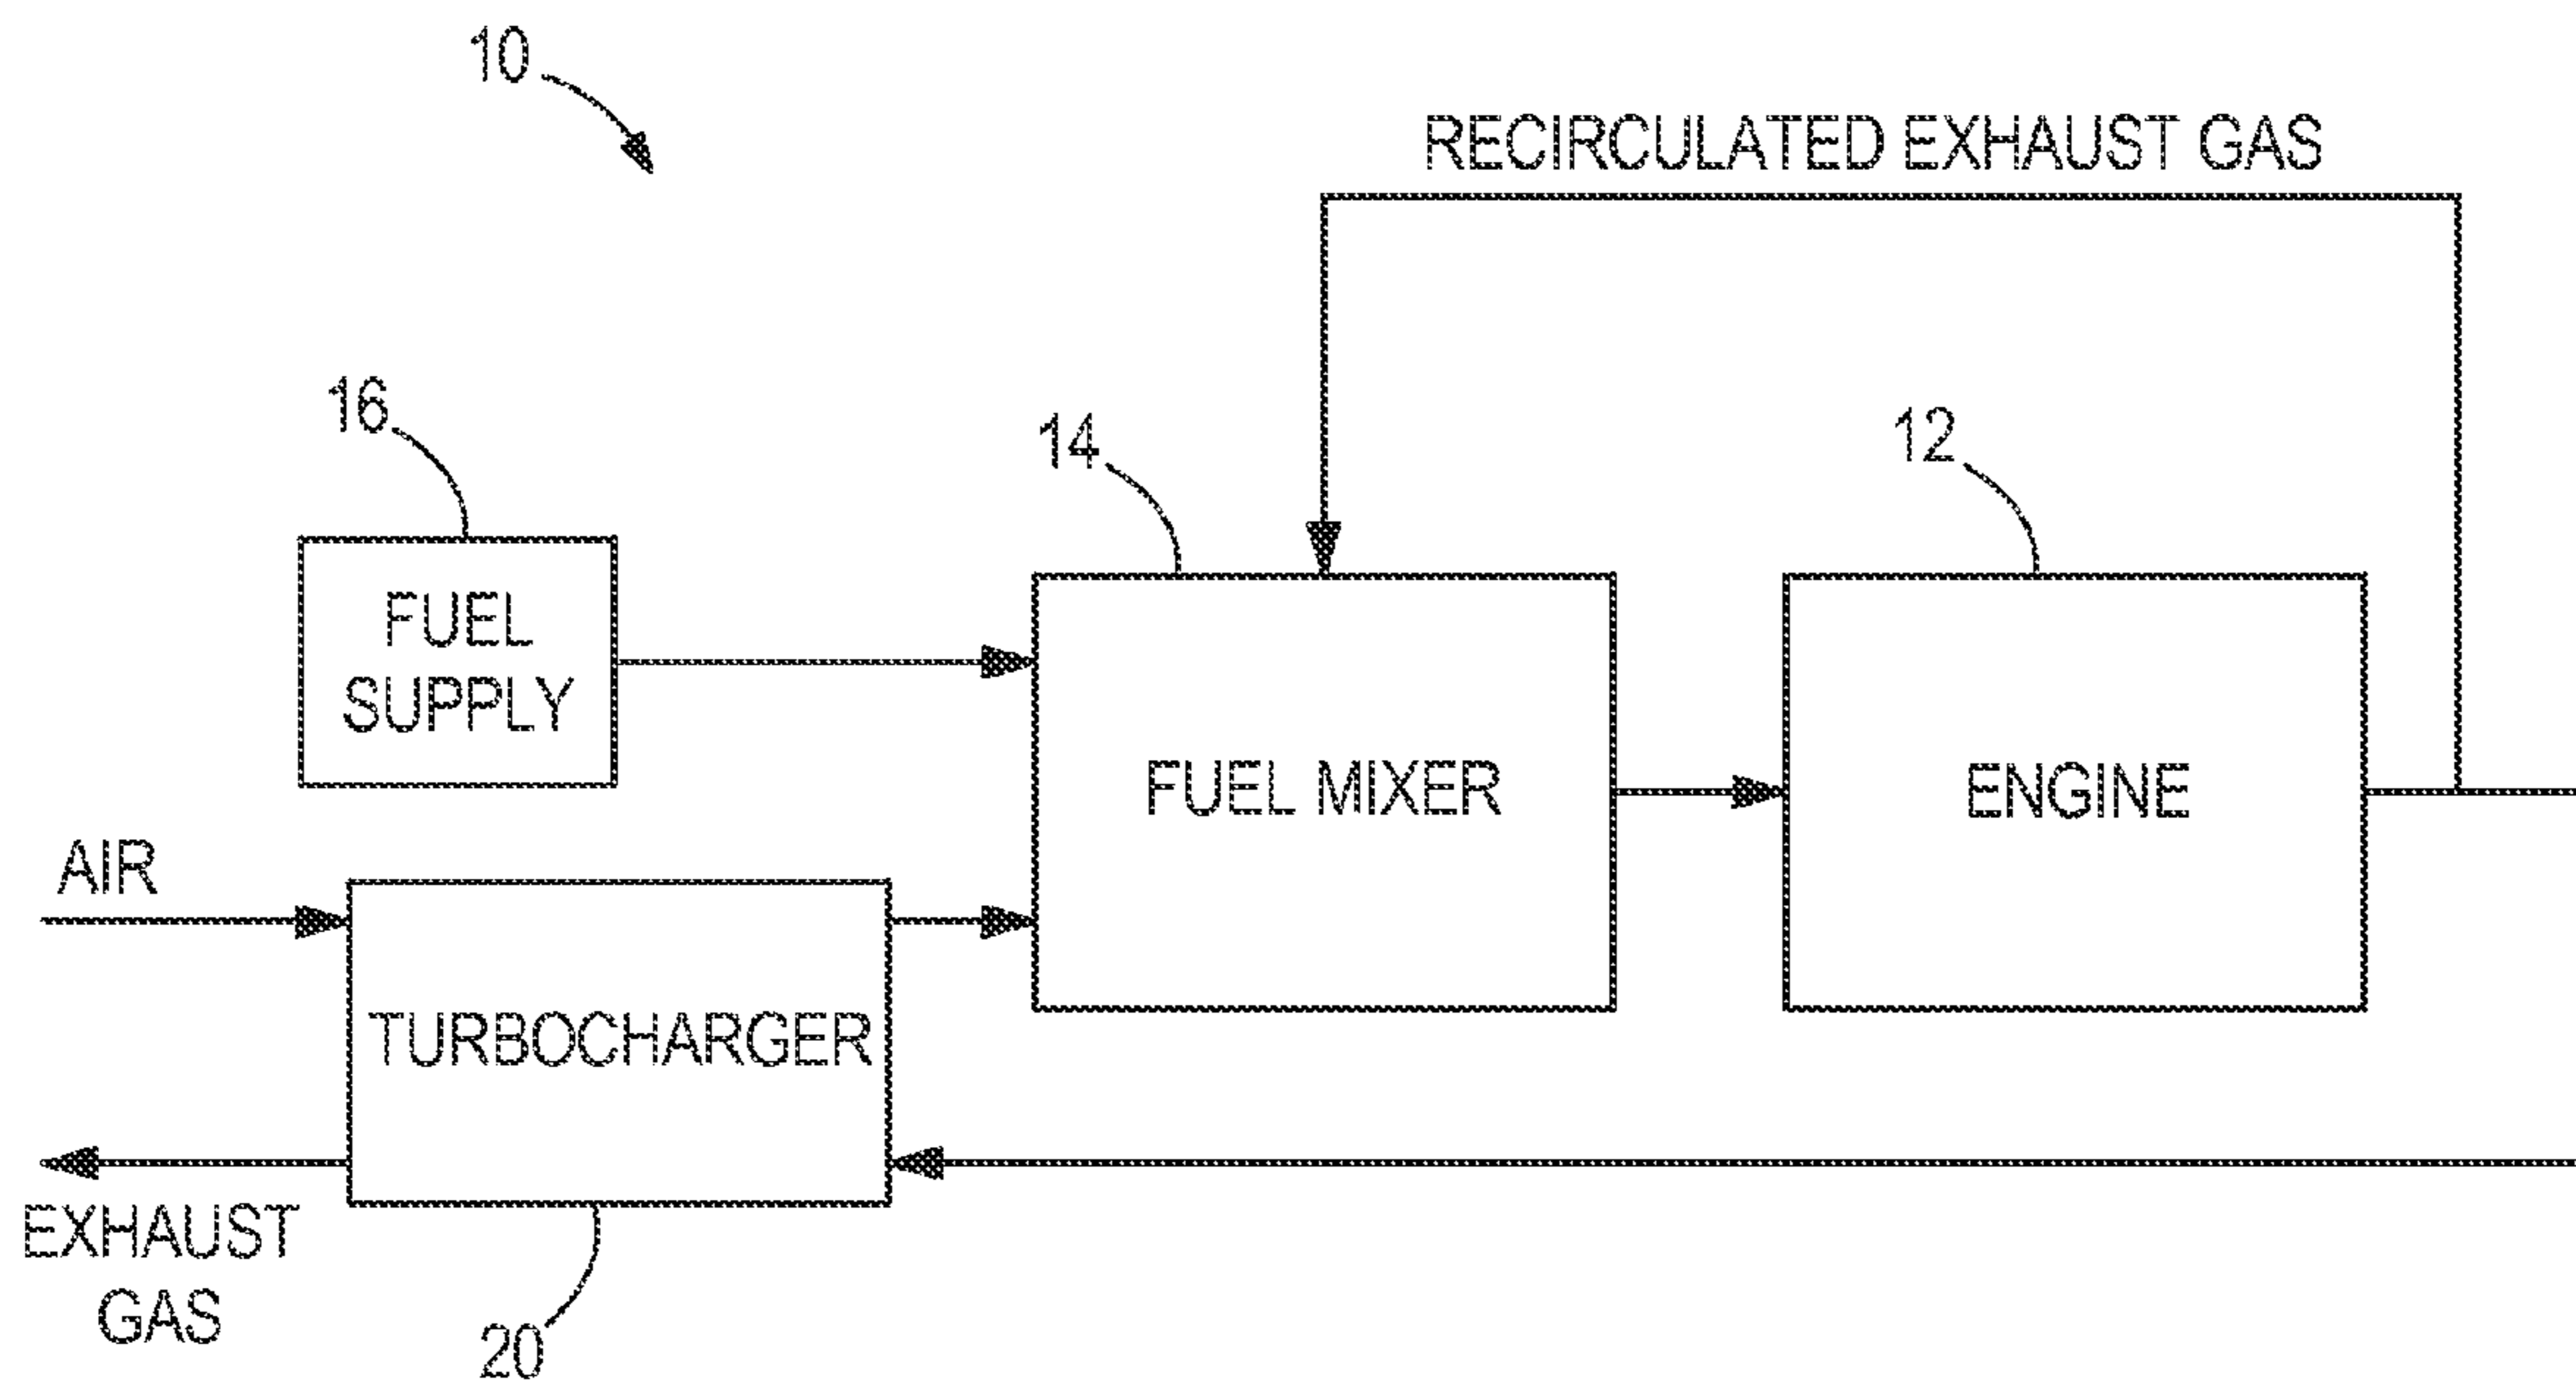 10
RECIRCULATED EXHAUST GAS
16
14
12
FUEL
SUPPLY
FUEL MIXER
ENGINE
AIR
TURBOCHARGER
EXHAUST
GAS
20